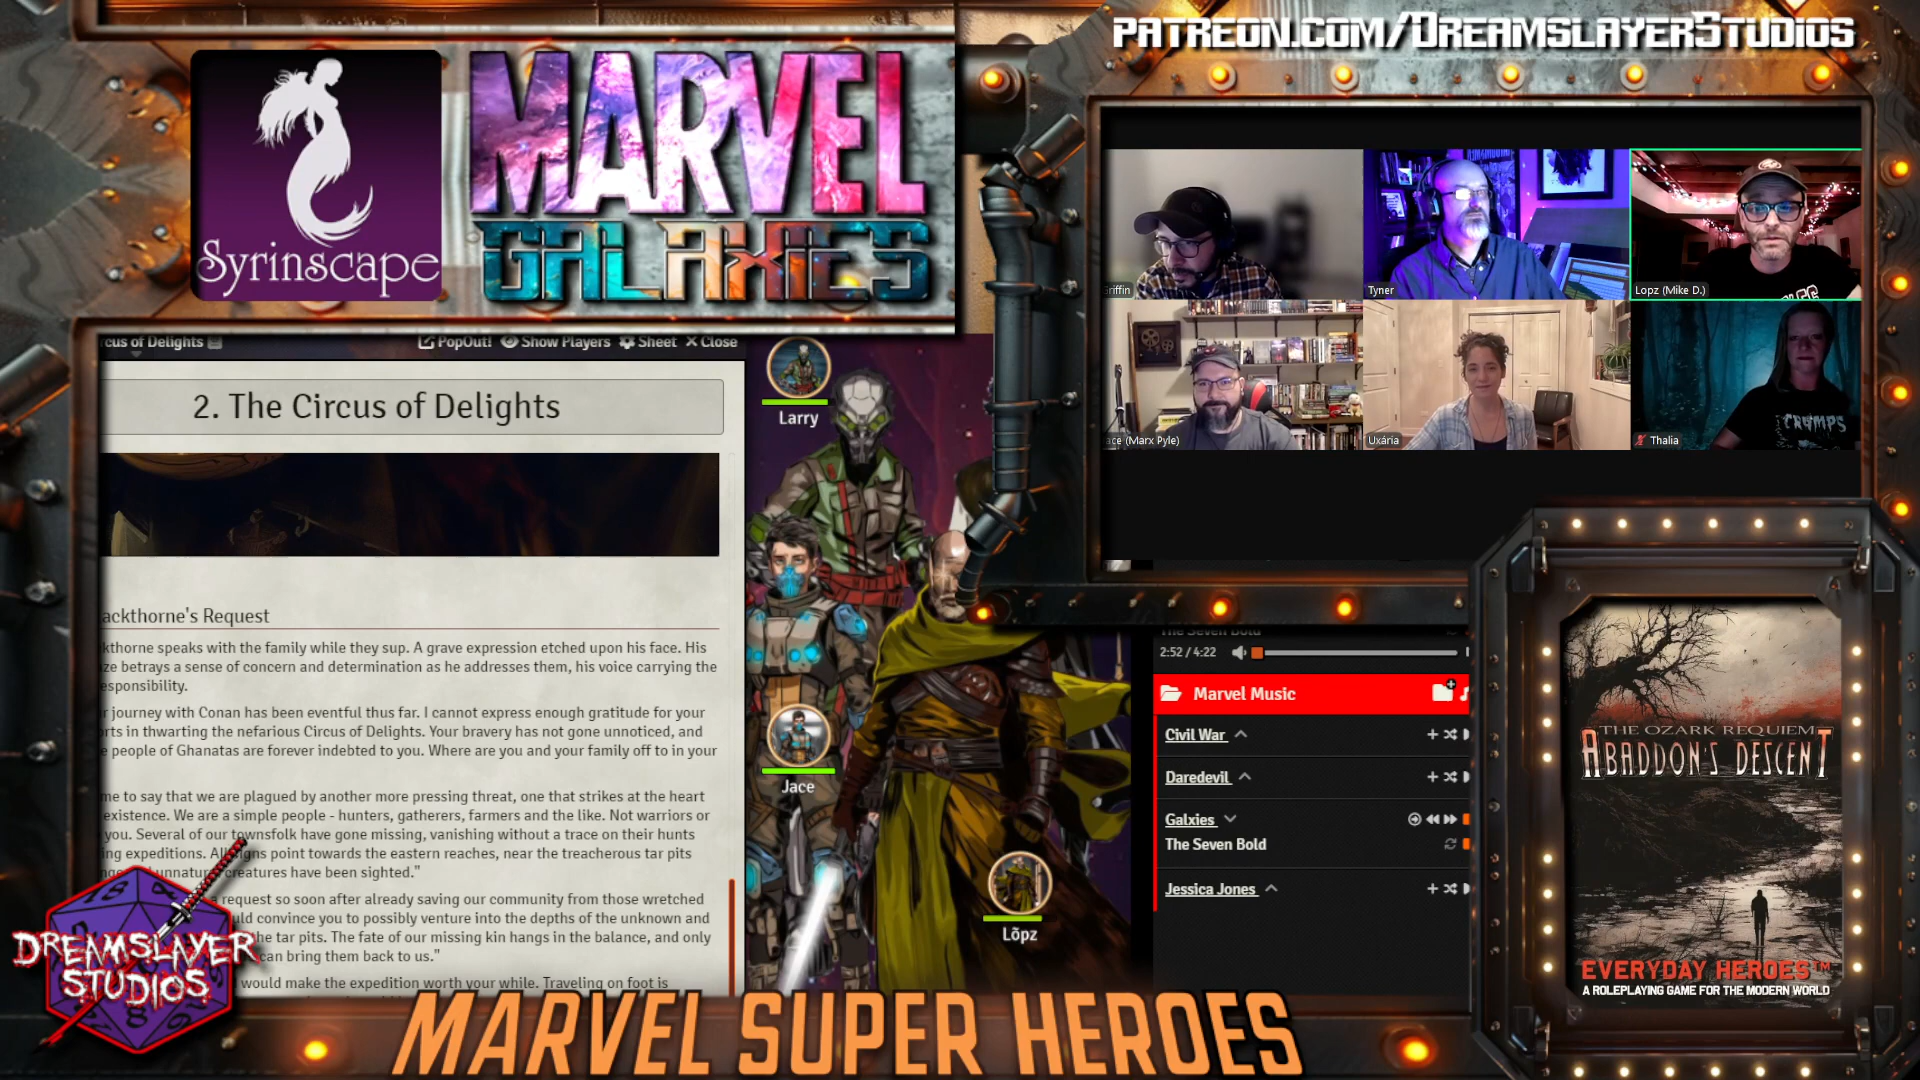 PATREON.COM/DREAMSLAYERSTUDIOS
Syrinscape
MARVEL
GALAXIES
riffin
Tyner
Lopz (Mike D.)
ace (Marx Pyle)
Uxária
Thalia
CRAMPS
rcus of Delights
PopOut!
Show Players
Sheet
Close
2. The Circus of Delights
ackthorne's Request
kthorne speaks with the family while they sup. A grave expression etched upon his face. His
ze betrays a sense of concern and determination as he addresses them, his voice carrying the
esponsibility.
r journey with Conan has been eventful thus far. I cannot express enough gratitude for your
orts in thwarting the nefarious Circus of Delights. Your bravery has not gone unnoticed, and
e people of Ghanatas are forever indebted to you. Where are you and your family off to in your
me to say that we are plagued by another more pressing threat, one that strikes at the heart
existence. We are a simple people - hunters, gatherers, farmers and the like. Not warriors or
you. Several of our townsfolk have gone missing, vanishing without a trace on their hunts
ing expeditions. All signs point towards the eastern reaches, near the treacherous tar pits
unnatural creatures have been sighted."
a request so soon after already saving our community from those wretched
uld convince you to possibly venture into the depths of the unknown and
he tar pits. The fate of our missing kin hangs in the balance, and only
can bring them back to us."
would make the expedition worth your while. Traveling on foot is
Larry
Jace
Lõpz
The Seven Bold
2:52 / 4:22
Marvel Music
Civil War
Daredevil
Galxies
The Seven Bold
Jessica Jones
THE OZARK REQUIEM
ABADDON'S DESCENT
EVERYDAY HEROES™
A ROLEPLAYING GAME FOR THE MODERN WORLD
DREAMSLAYER
STUDIOS
MARVEL SUPER HEROES